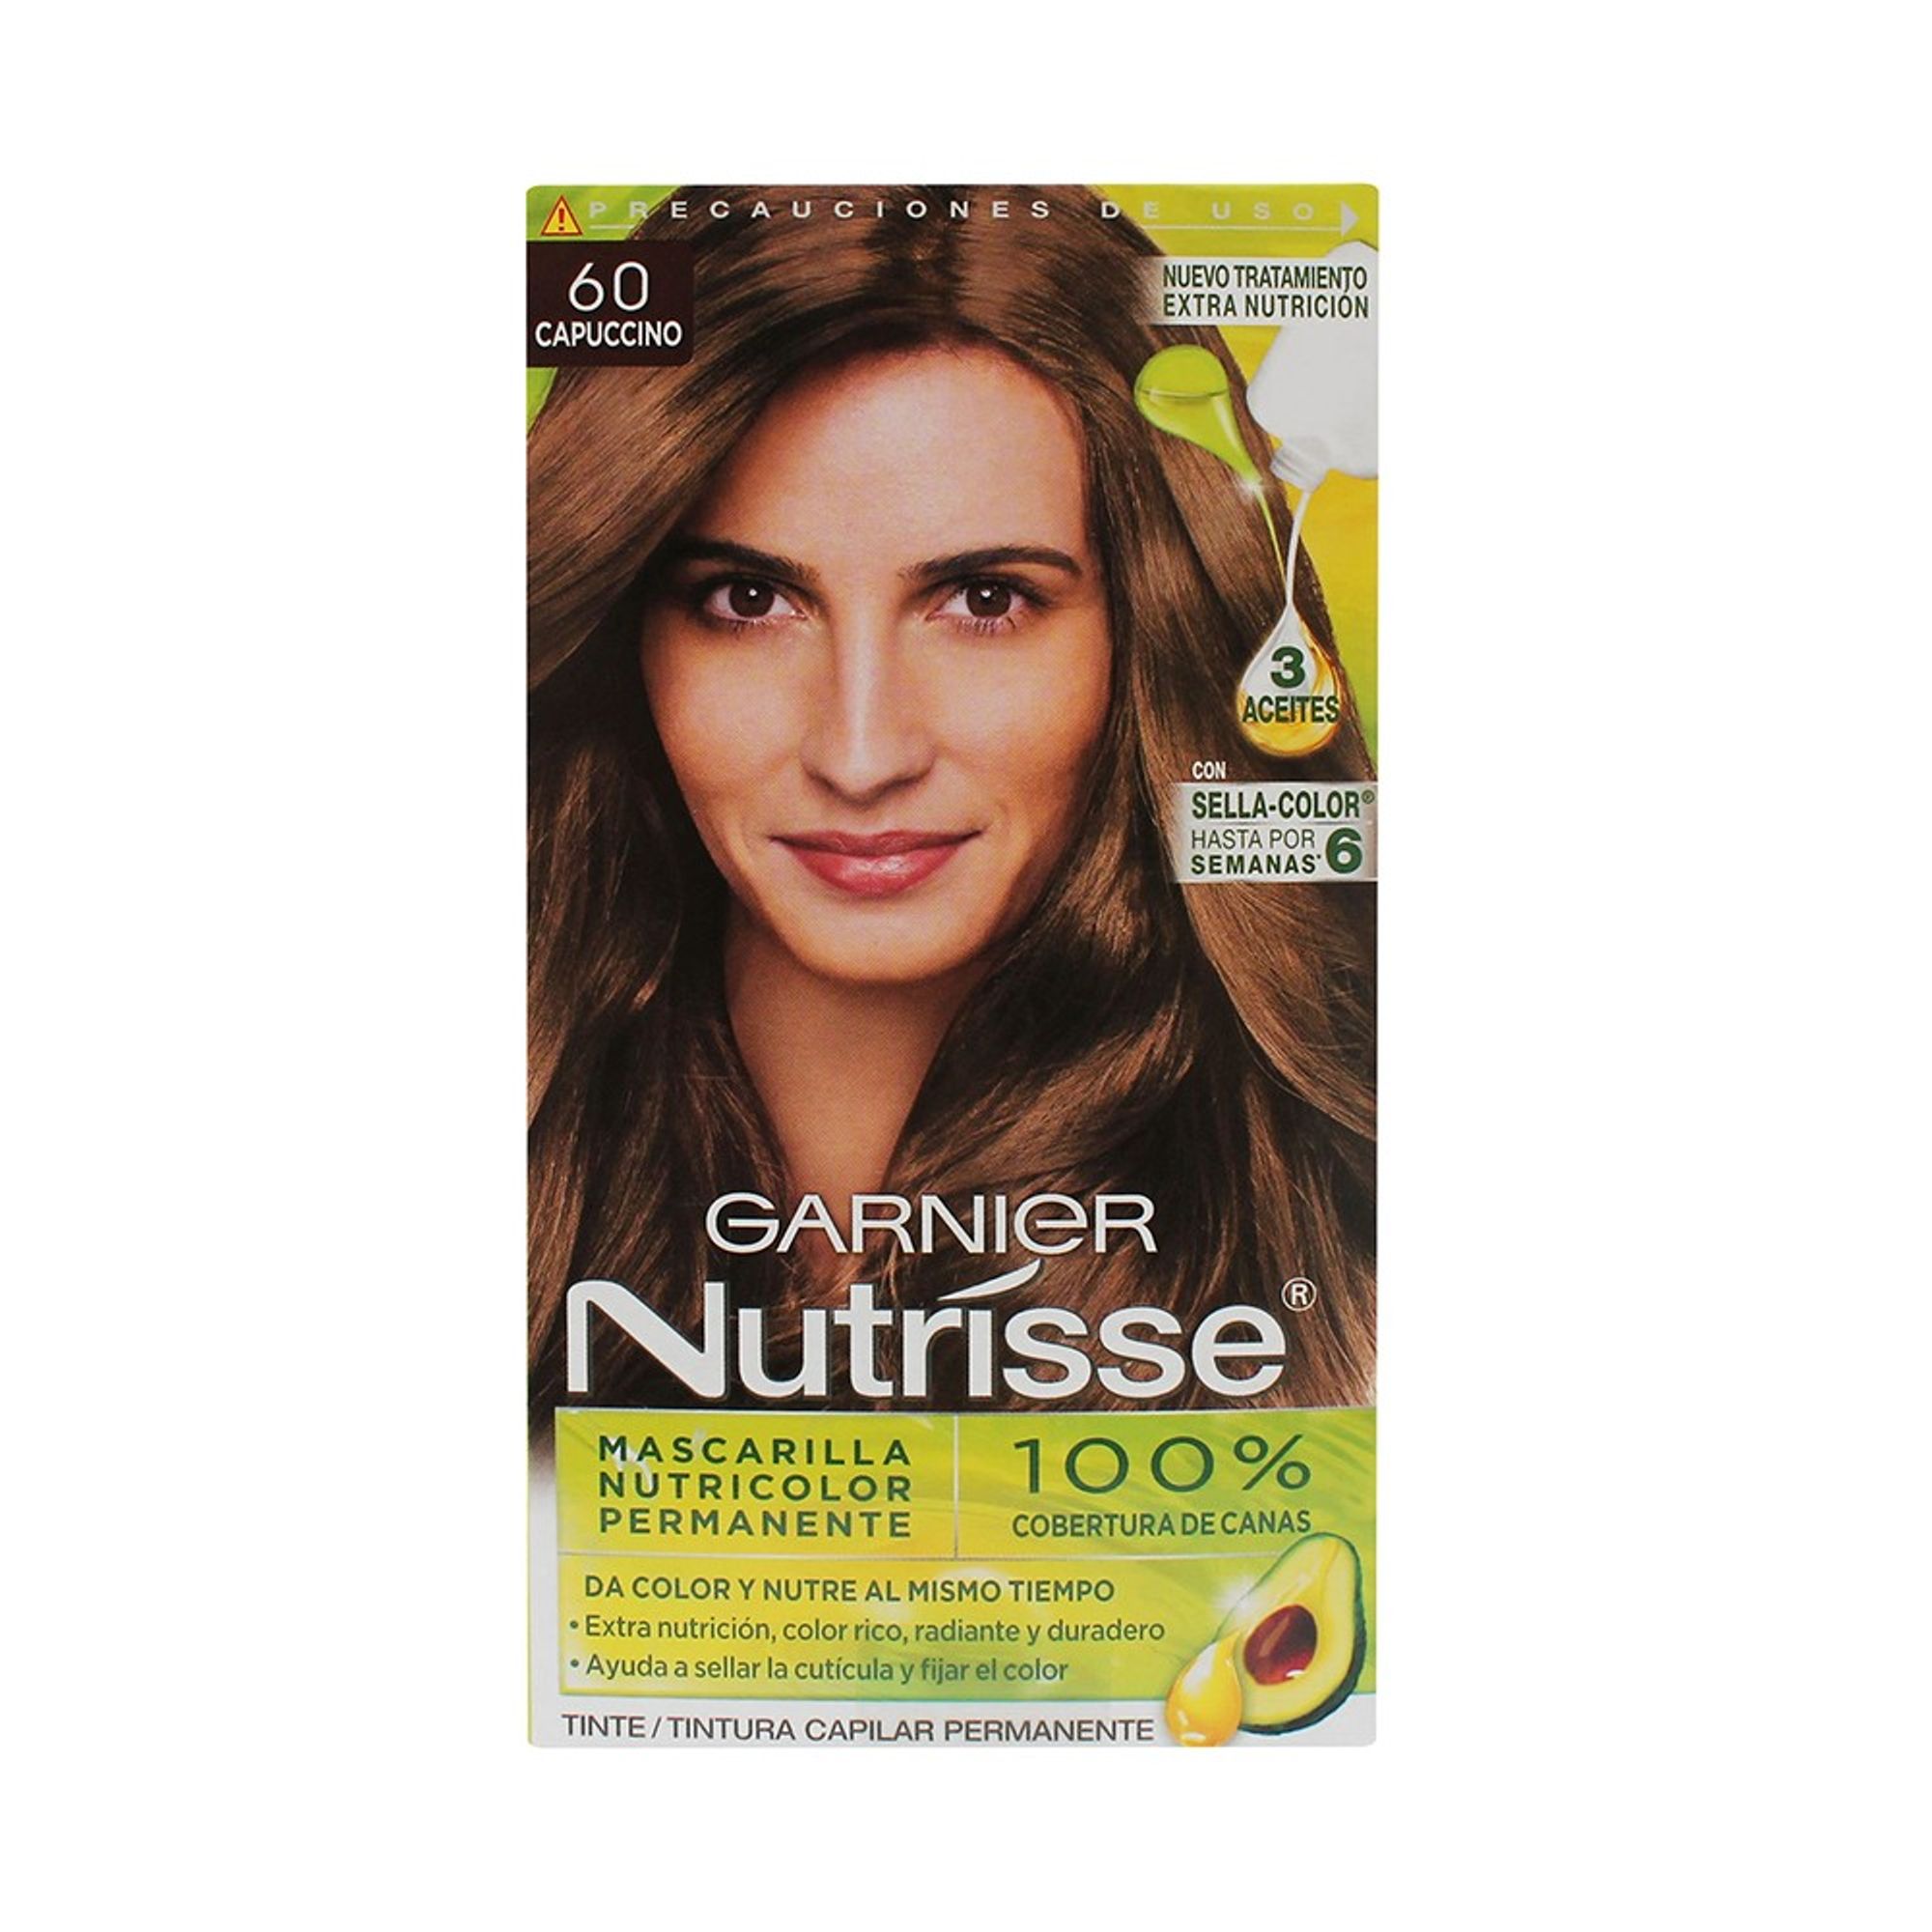 PRECAUCIONES DE USO
60
CAPUCCINO
NUEVO TRATAMIENTO
EXTRA NUTRICIÓN
3
ACEITES
CON
SELLA-COLOR®
HASTA POR 6
SEMANAS*
GARNIER
Nutrísse®
MASCARILLA
NUTRICOLOR
PERMANENTE
100%
COBERTURA DE CANAS
DA COLOR Y NUTRE AL MISMO TIEMPO
• Extra nutrición, color rico, radiante y duradero
• Ayuda a sellar la cutícula y fijar el color
TINTE / TINTURA CAPILAR PERMANENTE